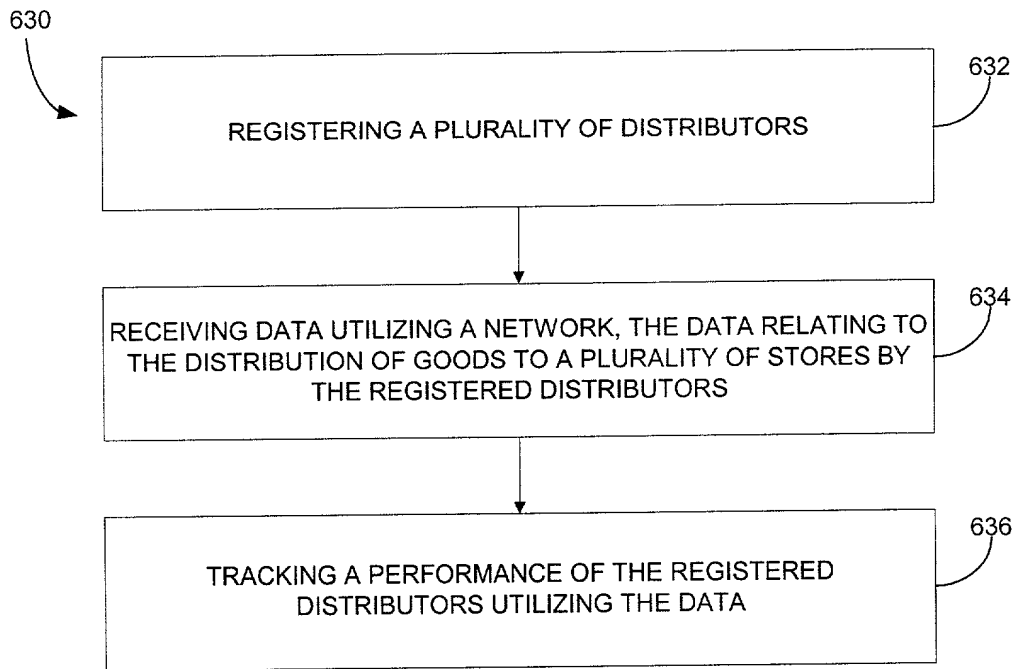 630
632
REGISTERING A PLURALITY OF DISTRIBUTORS
634
RECEIVING DATA UTILIZING A NETWORK, THE DATA RELATING TO
THE DISTRIBUTION OF GOODS TO A PLURALITY OF STORES BY
THE REGISTERED DISTRIBUTORS
636
TRACKING A PERFORMANCE OF THE REGISTERED
DISTRIBUTORS UTILIZING THE DATA